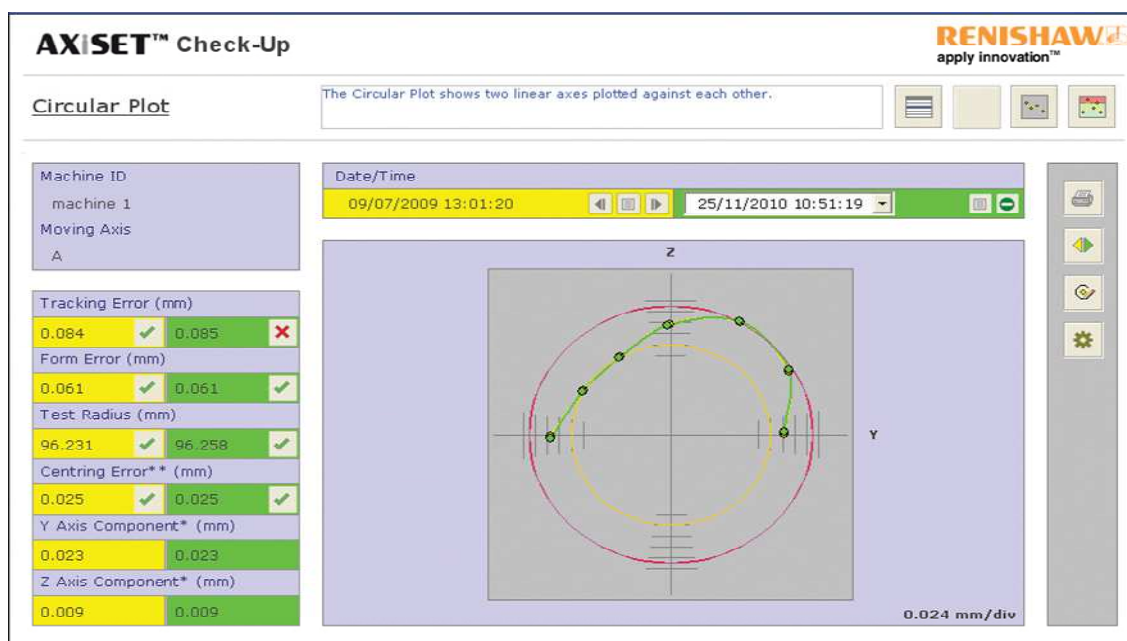 AXiSET™ Check-Up
RENISHAW
apply innovation™
Circular Plot
The Circular Plot shows two linear axes plotted against each other.
Machine ID
machine 1
Moving Axis
A
Date/Time
09/07/2009 13:01:20
25/11/2010 10:51:19
Tracking Error (mm)
0.084 0.085
Form Error (mm)
0.061 0.061
Test Radius (mm)
96.231 96.258
Centring Error** (mm)
0.025 0.025
Y Axis Component* (mm)
0.023 0.023
Z Axis Component* (mm)
0.009 0.009
Z
Y
0.024 mm/div